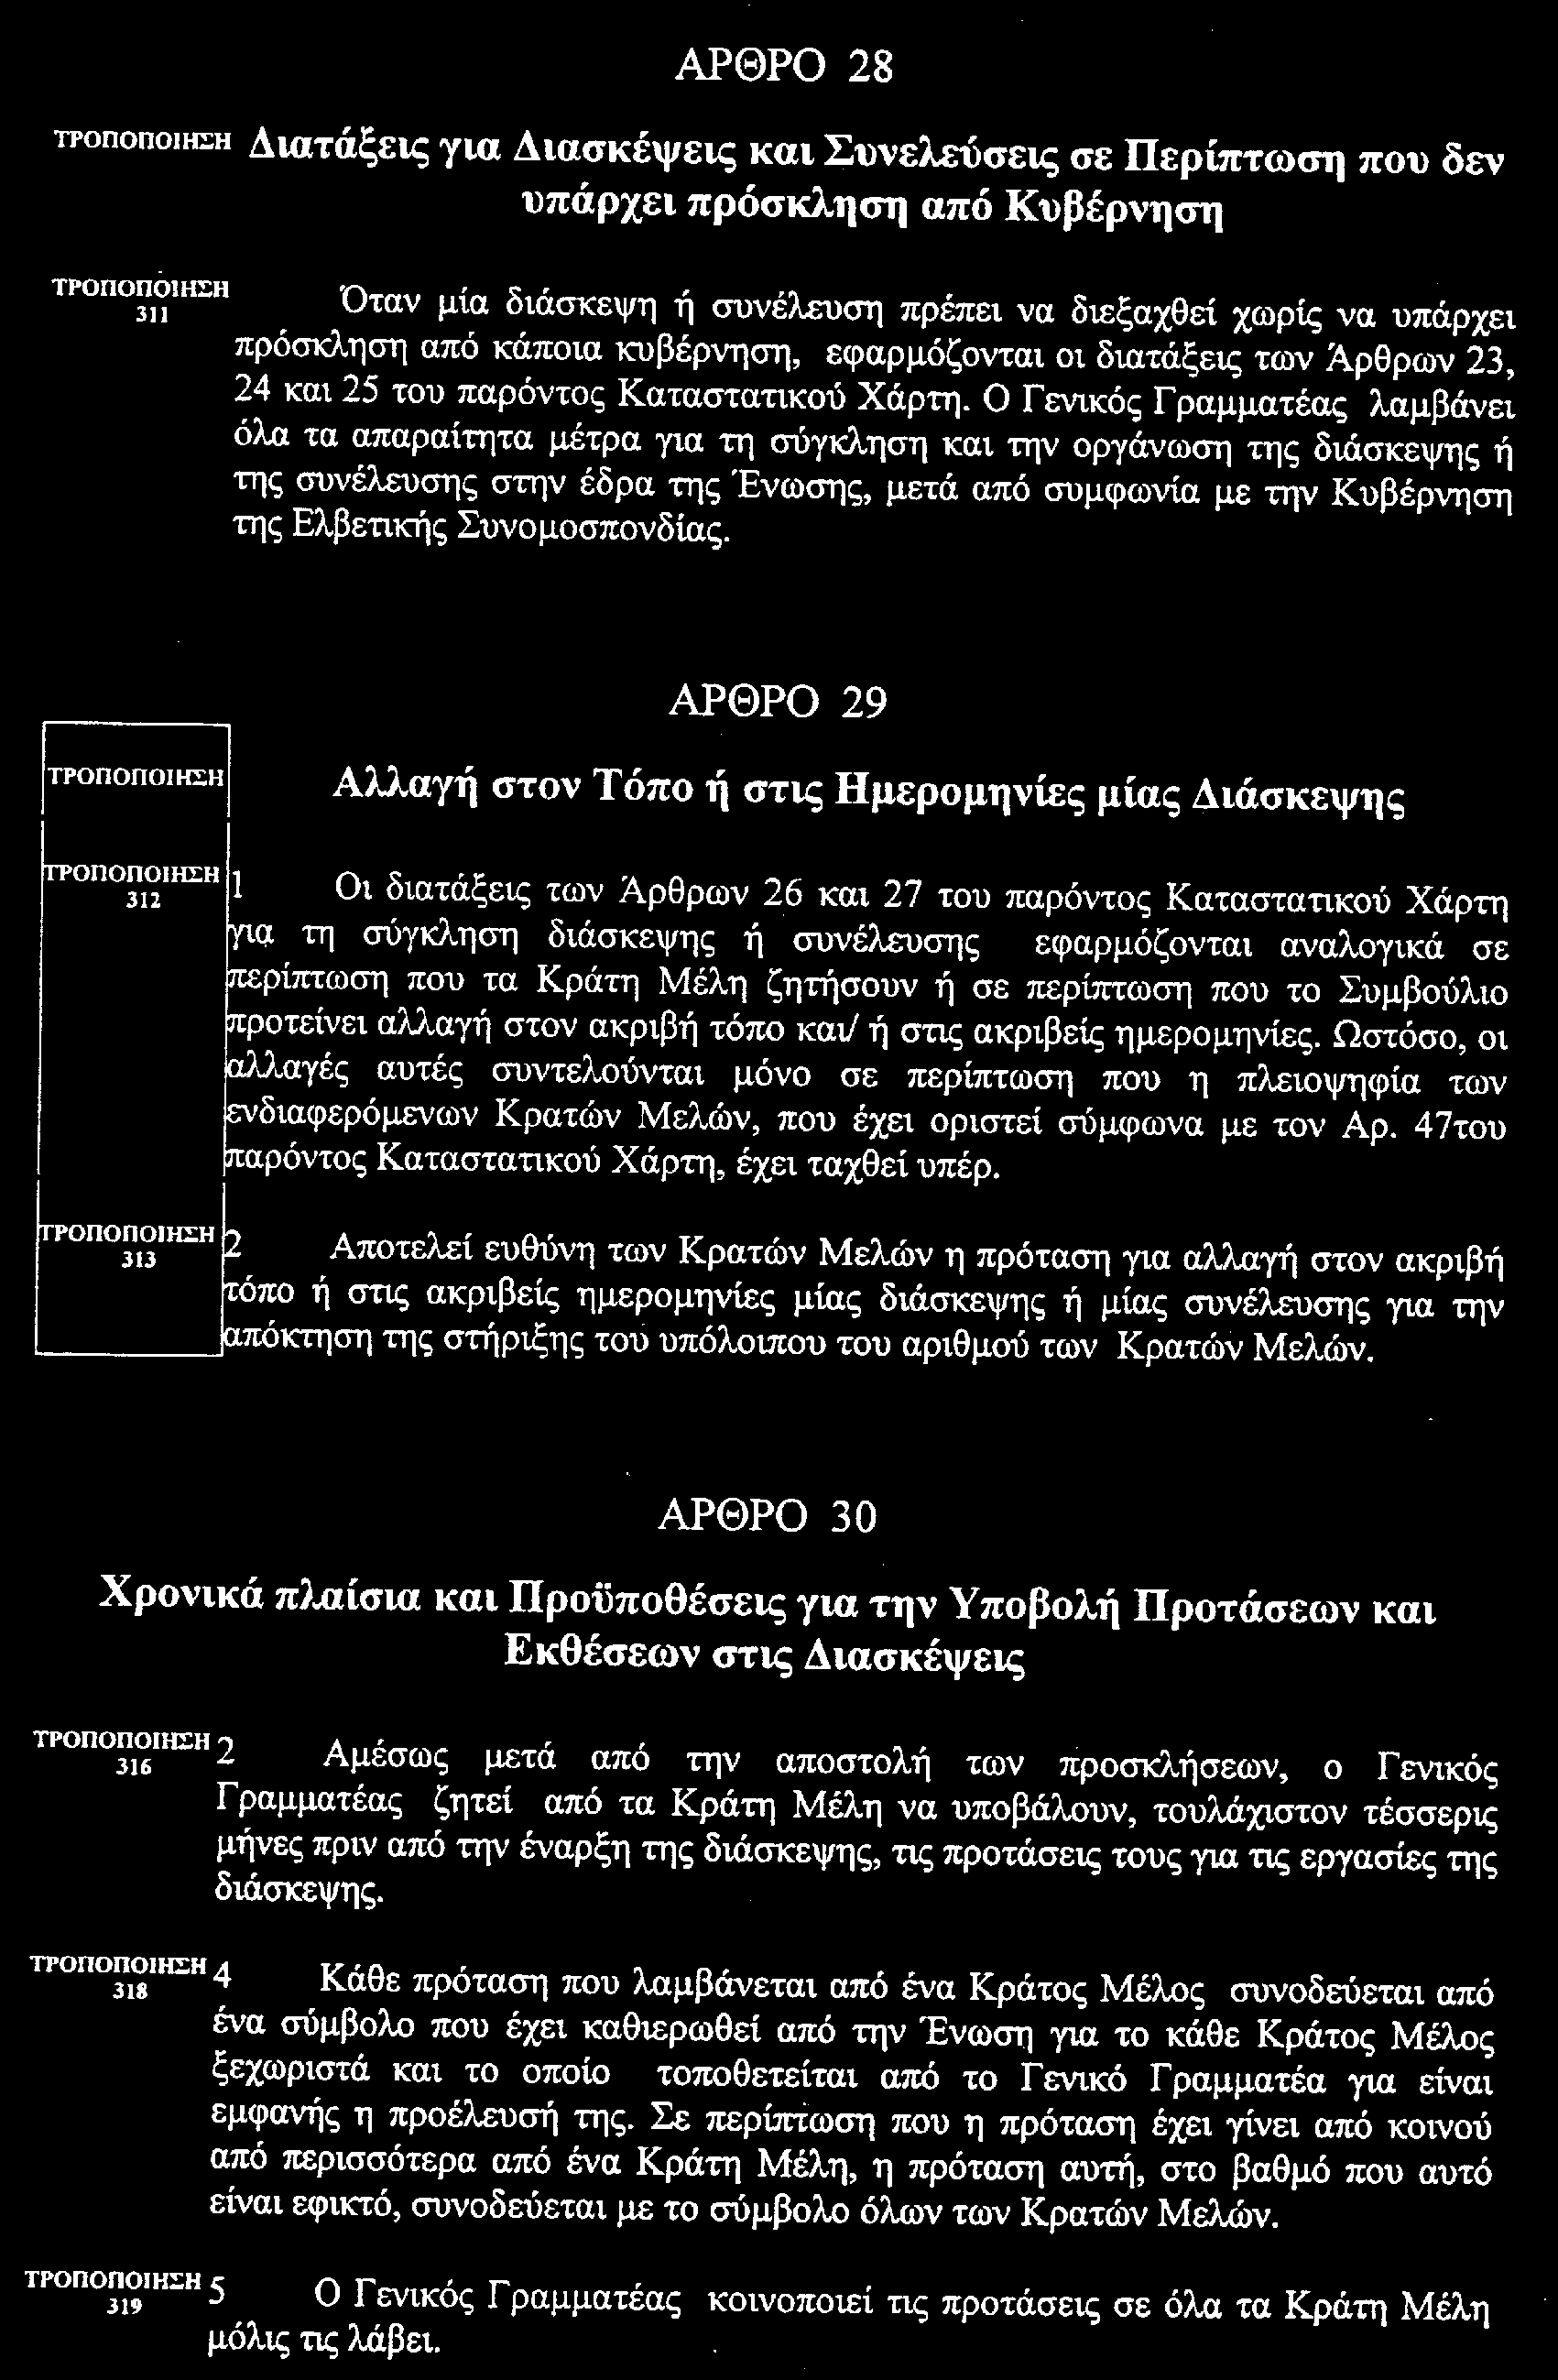 ΑΡΘΡΟ 28
ΤΡΟΠΟΠΟΙΗΣΗ Διατάξεις για Διασκέψεις και Συνελεύσεις σε Περίπτωση που δεν
υπάρχει πρόσκληση από Κυβέρνηση
ΤΡΟΠΟΠΟΙΗΣΗ
311
Όταν μία διάσκεψη ή συνέλευση πρέπει να διεξαχθεί χωρίς να υπάρχει
πρόσκληση από κάποια κυβέρνηση, εφαρμόζονται οι διατάξεις των Άρθρων 23,
24 και 25 του παρόντος Καταστατικού Χάρτη. Ο Γενικός Γραμματέας λαμβάνει
όλα τα απαραίτητα μέτρα για τη σύγκληση και την οργάνωση της διάσκεψης ή
της συνέλευσης στην έδρα της Ένωσης, μετά από συμφωνία με την Κυβέρνηση
της Ελβετικής Συνομοσπονδίας.
ΑΡΘΡΟ 29
ΤΡΟΠΟΠΟΙΗΣΗ Αλλαγή στον Τόπο ή στις Ημερομηνίες μίας Διάσκεψης
ΤΡΟΠΟΠΟΙΗΣΗ
312
1 Οι διατάξεις των Άρθρων 26 και 27 του παρόντος Καταστατικού Χάρτη
για τη σύγκληση διάσκεψης ή συνέλευσης εφαρμόζονται αναλογικά σε
περίπτωση που τα Κράτη Μέλη ζητήσουν ή σε περίπτωση που το Συμβούλιο
προτείνει αλλαγή στον ακριβή τόπο και/ ή στις ακριβείς ημερομηνίες. Ωστόσο, οι
αλλαγές αυτές συντελούνται μόνο σε περίπτωση που η πλειοψηφία των
ενδιαφερόμενων Κρατών Μελών, που έχει οριστεί σύμφωνα με τον Αρ. 47του
παρόντος Καταστατικού Χάρτη, έχει ταχθεί υπέρ.
ΤΡΟΠΟΠΟΙΗΣΗ
313
2 Αποτελεί ευθύνη των Κρατών Μελών η πρόταση για αλλαγή στον ακριβή
τόπο ή στις ακριβείς ημερομηνίες μίας διάσκεψης ή μίας συνέλευσης για την
απόκτηση της στήριξης του υπόλοιπου του αριθμού των Κρατών Μελών.
ΑΡΘΡΟ 30
Χρονικά πλαίσια και Προϋποθέσεις για την Υποβολή Προτάσεων και
Εκθέσεων στις Διασκέψεις
ΤΡΟΠΟΠΟΙΗΣΗ
316
2 Αμέσως μετά από την αποστολή των προσκλήσεων, ο Γενικός
Γραμματέας ζητεί από τα Κράτη Μέλη να υποβάλουν, τουλάχιστον τέσσερις
μήνες πριν από την έναρξη της διάσκεψης, τις προτάσεις τους για τις εργασίες της
διάσκεψης.
ΤΡΟΠΟΠΟΙΗΣΗ
318
4 Κάθε πρόταση που λαμβάνεται από ένα Κράτος Μέλος συνοδεύεται από
ένα σύμβολο που έχει καθιερωθεί από την Ένωση για το κάθε Κράτος Μέλος
ξεχωριστά και το οποίο τοποθετείται από το Γενικό Γραμματέα για είναι
εμφανής η προέλευσή της. Σε περίπτωση που η πρόταση έχει γίνει από κοινού
από περισσότερα από ένα Κράτη Μέλη, η πρόταση αυτή, στο βαθμό που αυτό
είναι εφικτό, συνοδεύεται με το σύμβολο όλων των Κρατών Μελών.
ΤΡΟΠΟΠΟΙΗΣΗ
319
5 Ο Γενικός Γραμματέας κοινοποιεί τις προτάσεις σε όλα τα Κράτη Μέλη
μόλις τις λάβει.